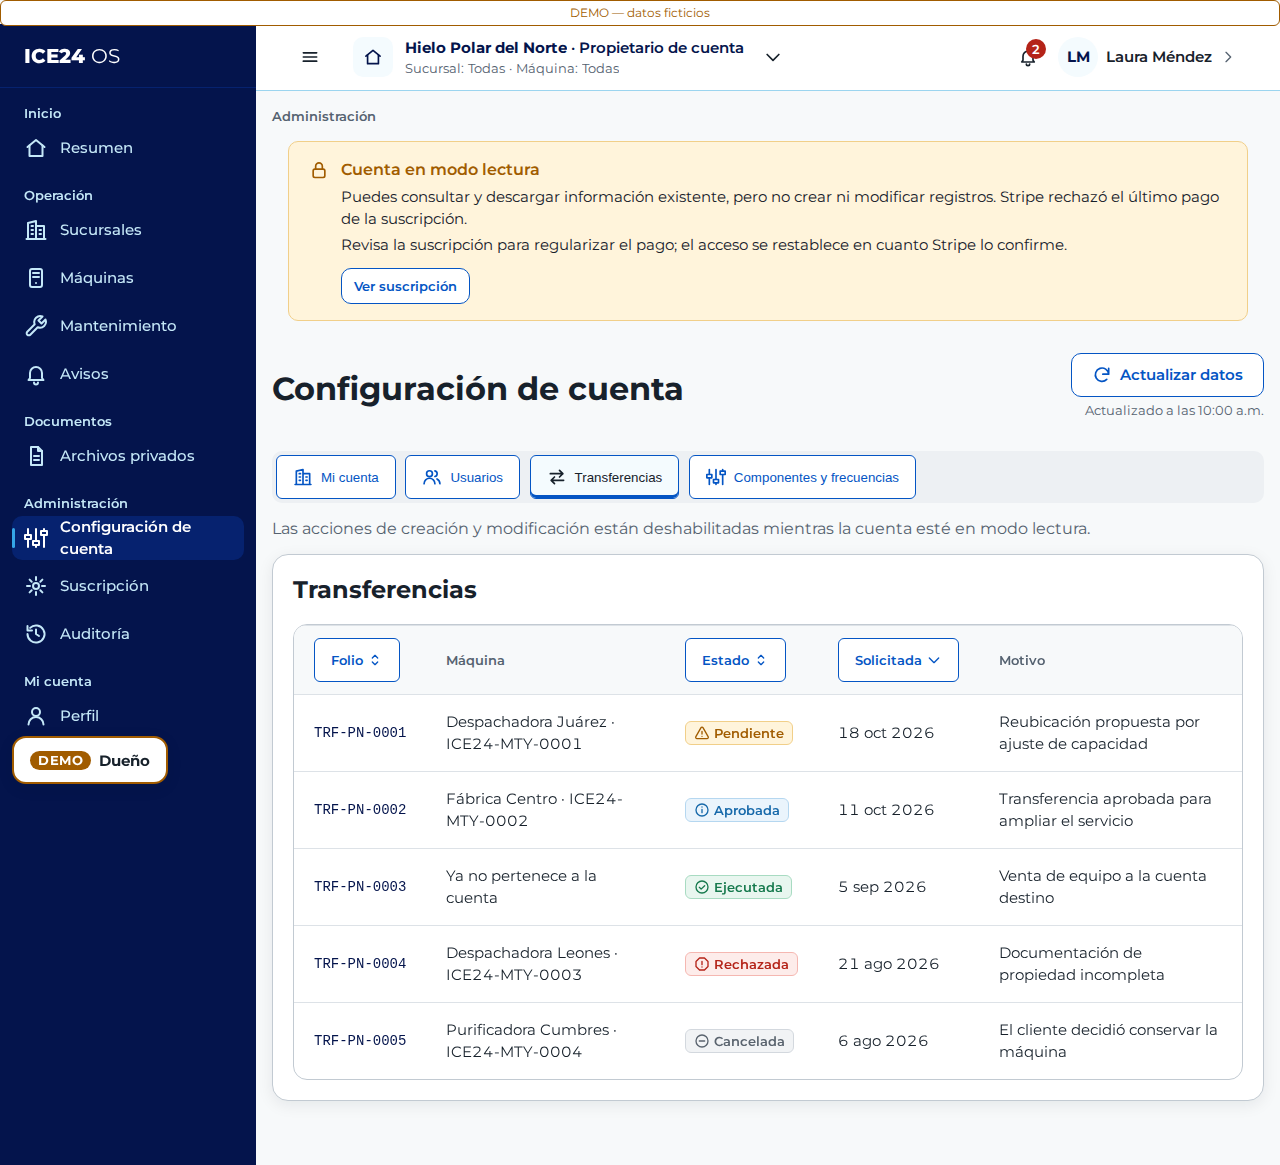 DEMO — datos ficticios
ICE24 OS
Inicio
Resumen
Operación
Sucursales
Máquinas
Mantenimiento
Avisos
Documentos
Archivos privados
Administración
Configuración de
cuenta
Suscripción
Auditoría
Mi cuenta
Perfil
DEMO Dueño
Hielo Polar del Norte · Propietario de cuenta
Sucursal: Todas · Máquina: Todas
2
LM Laura Méndez
Administración
Cuenta en modo lectura
Puedes consultar y descargar información existente, pero no crear ni modificar registros. Stripe rechazó el último pago
de la suscripción.
Revisa la suscripción para regularizar el pago; el acceso se restablece en cuanto Stripe lo confirme.
Ver suscripción
Configuración de cuenta
Actualizar datos
Actualizado a las 10:00 a.m.
Mi cuenta Usuarios Transferencias Componentes y frecuencias
Las acciones de creación y modificación están deshabilitadas mientras la cuenta esté en modo lectura.
Transferencias
Folio Máquina Estado Solicitada Motivo
TRF-PN-0001 Despachadora Juárez · Pendiente 18 oct 2026 Reubicación propuesta por
ICE24-MTY-0001 ajuste de capacidad
TRF-PN-0002 Fábrica Centro · ICE24- Aprobada 11 oct 2026 Transferencia aprobada para
MTY-0002 ampliar el servicio
TRF-PN-0003 Ya no pertenece a la Ejecutada 5 sep 2026 Venta de equipo a la cuenta
cuenta destino
TRF-PN-0004 Despachadora Leones · Rechazada 21 ago 2026 Documentación de
ICE24-MTY-0003 propiedad incompleta
TRF-PN-0005 Purificadora Cumbres · Cancelada 6 ago 2026 El cliente decidió conservar la
ICE24-MTY-0004 máquina